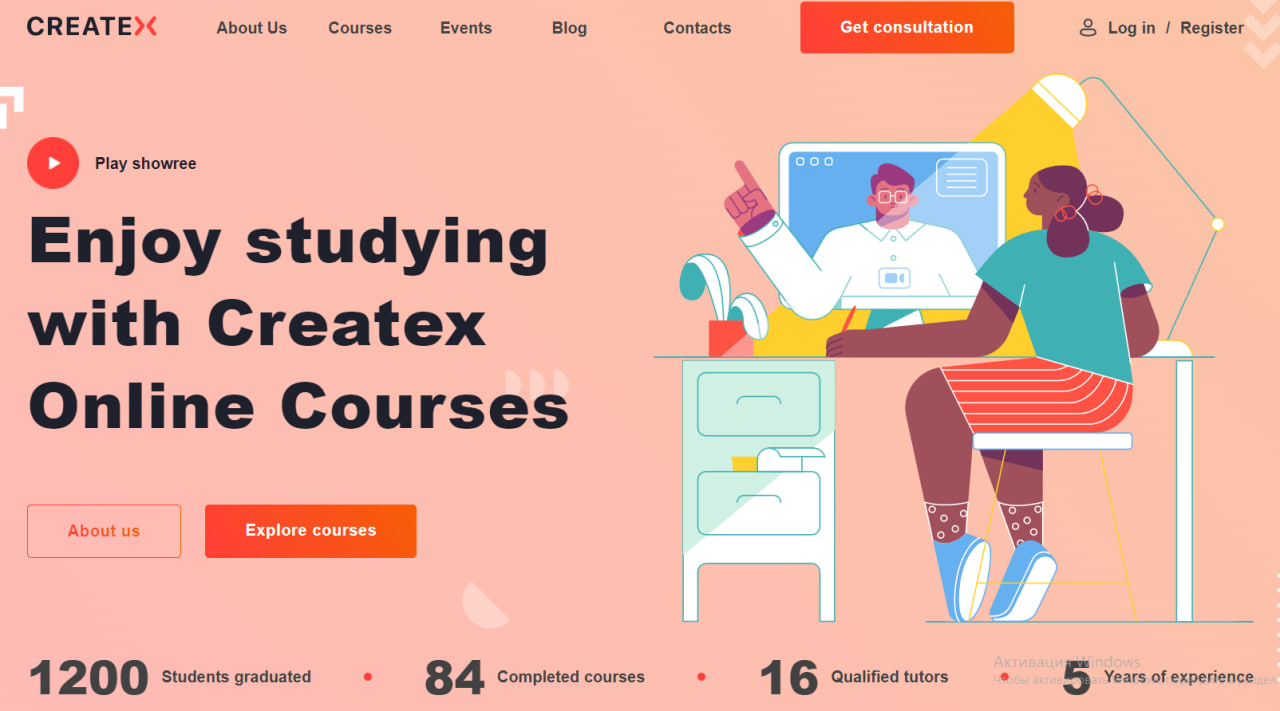 CREATEX
About Us
Courses
Events
Blog
Contacts
Get consultation
Log in / Register
Play showree
Enjoy studying
with Createx
Online Courses
About us
Explore courses
1200 Students graduated
84 Completed courses
16 Qualified tutors
5 Years of experience
Активация Windows
Чтобы активировать